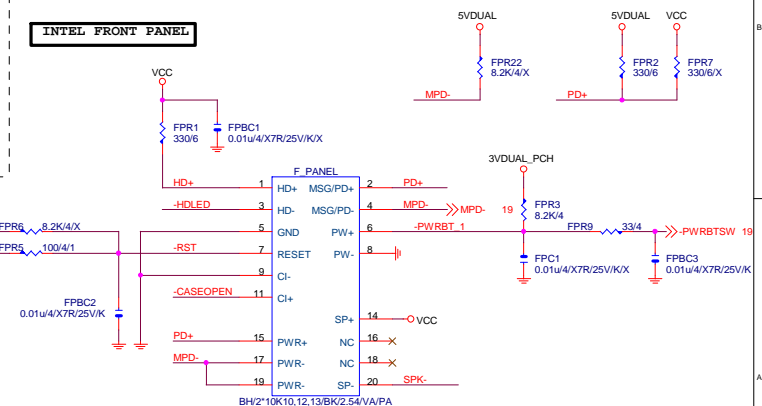 INTEL FRONT PANEL
5VDUAL
5VDUAL
VCC
B
FPR22
8.2K/4/X
FPR2
330/6
FPR7
330/6/X
MPD-
PD+
VCC
FPR1
330/6
FPBC1
0.01u/4/X7R/25V/K/X
3VDUAL_PCH
F_PANEL
HD+
1
HD+
MSG/PD+
2
PD+
-HDLED
3
HD-
MSG/PD-
4
MPD-
MPD-
19
FPR3
8.2K/4
5
GND
PW+
6
-PWRBT_1
FPR9
33/4
-PWRBTSW
19
FPR6
8.2K/4/X
FPR5
100/4/1
-RST
7
RESET
PW-
8
9
CI-
FPC1
0.01u/4/X7R/25V/K/X
FPBC3
0.01u/4/X7R/25V/K
-CASEOPEN
11
CI+
FPBC2
0.01u/4/X7R/25V/K
SP+
14
VCC
PD+
15
PWR+
NC
16
MPD-
17
PWR-
NC
18
19
PWR-
SP-
20
SPK-
A
BH/2*10K10,12,13/BK/2.54/VA/PA